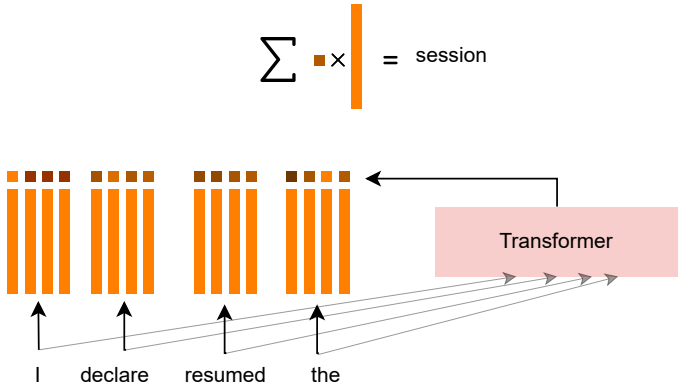 ∑ × = session
Transformer
I declare resumed the